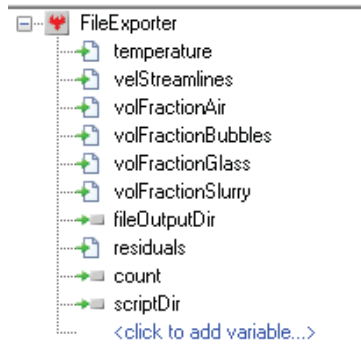 FileExporter
temperature
velStreamlines
volFractionAir
volFractionBubbles
volFractionGlass
volFractionSlurry
fileOutputDir
residuals
count
scriptDir
<click to add variable...>